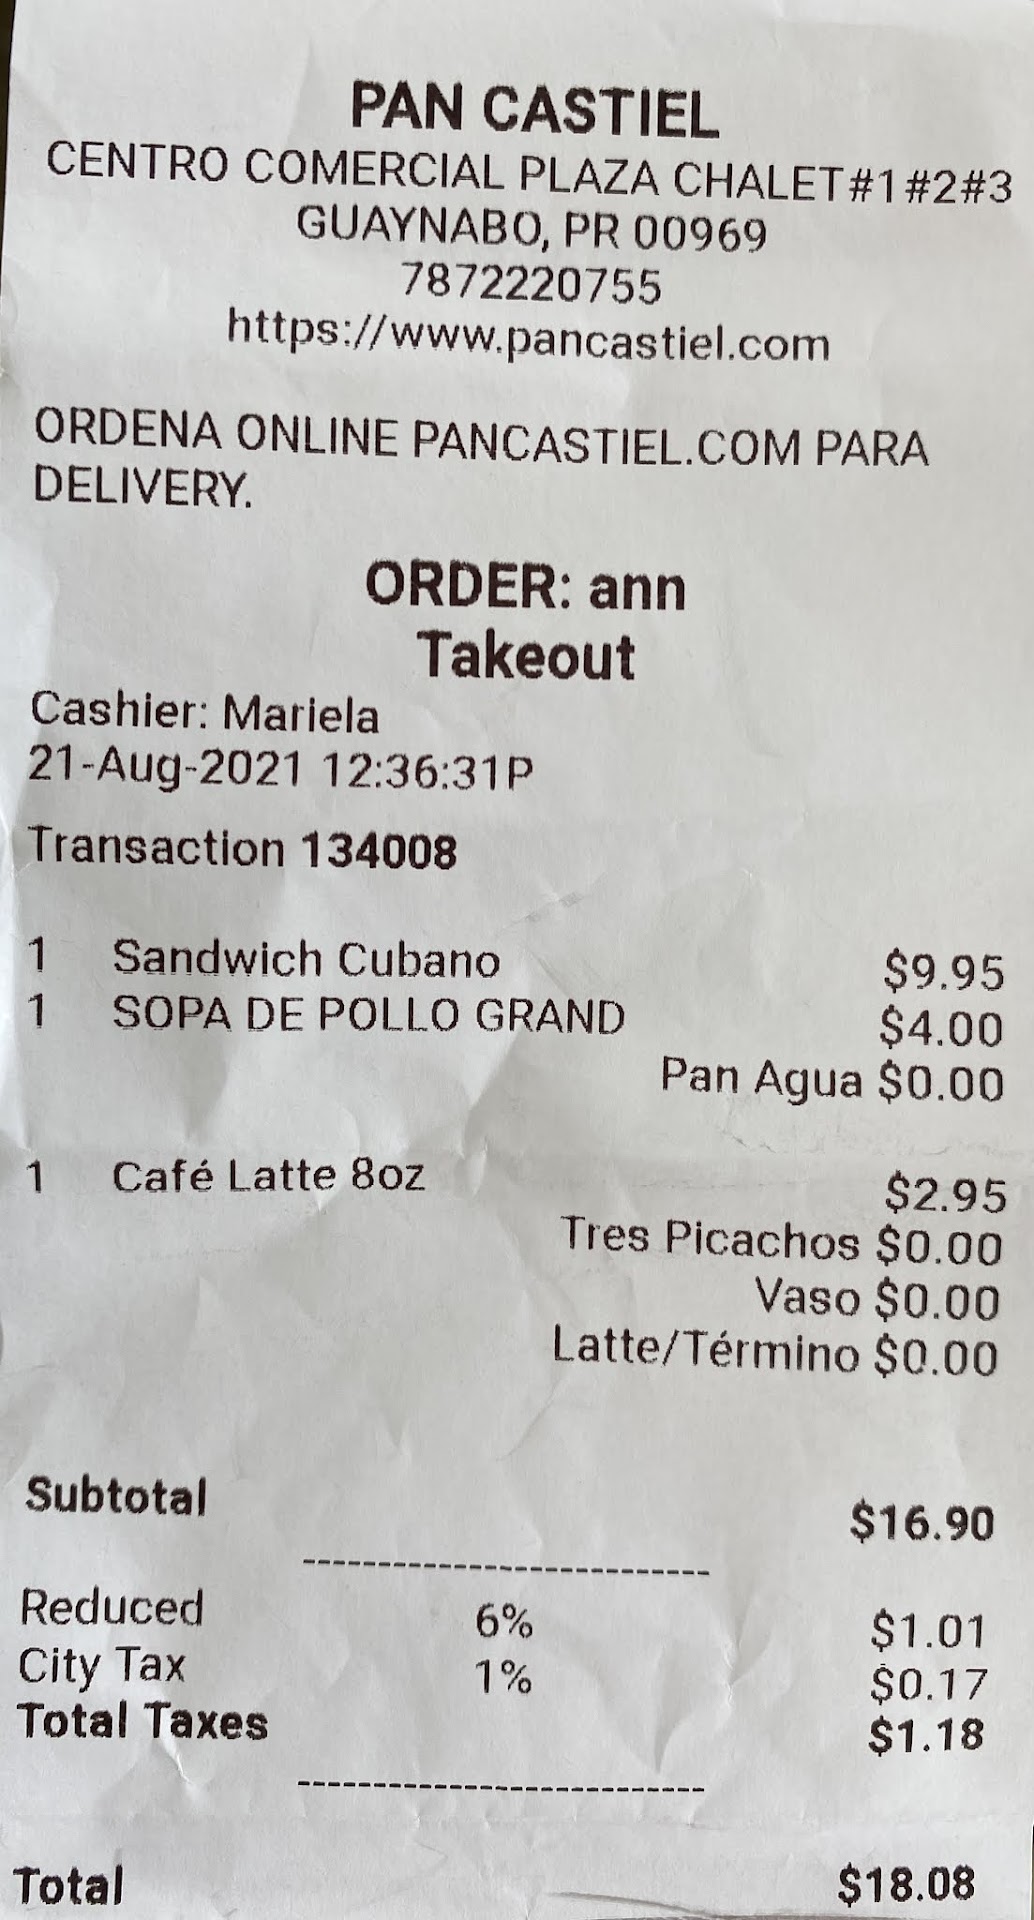 PAN CASTIEL
CENTRO COMERCIAL PLAZA CHALET#1#2#3
GUAYNABO, PR 00969
7872220755
https://www.pancastiel.com
ORDENA ONLINE PANCASTIEL.COM PARA
DELIVERY.
ORDER: ann
Takeout
Cashier: Mariela
21-Aug-2021 12:36:31P
Transaction 134008
1 Sandwich Cubano $9.95
1 SOPA DE POLLO GRAND $4.00
Pan Agua $0.00
1 Café Latte 8oz $2.95
Tres Picachos $0.00
Vaso $0.00
Latte/Término $0.00
Subtotal $16.90
---------------------------
Reduced 6% $1.01
City Tax 1% $0.17
Total Taxes $1.18
---------------------------
Total $18.08